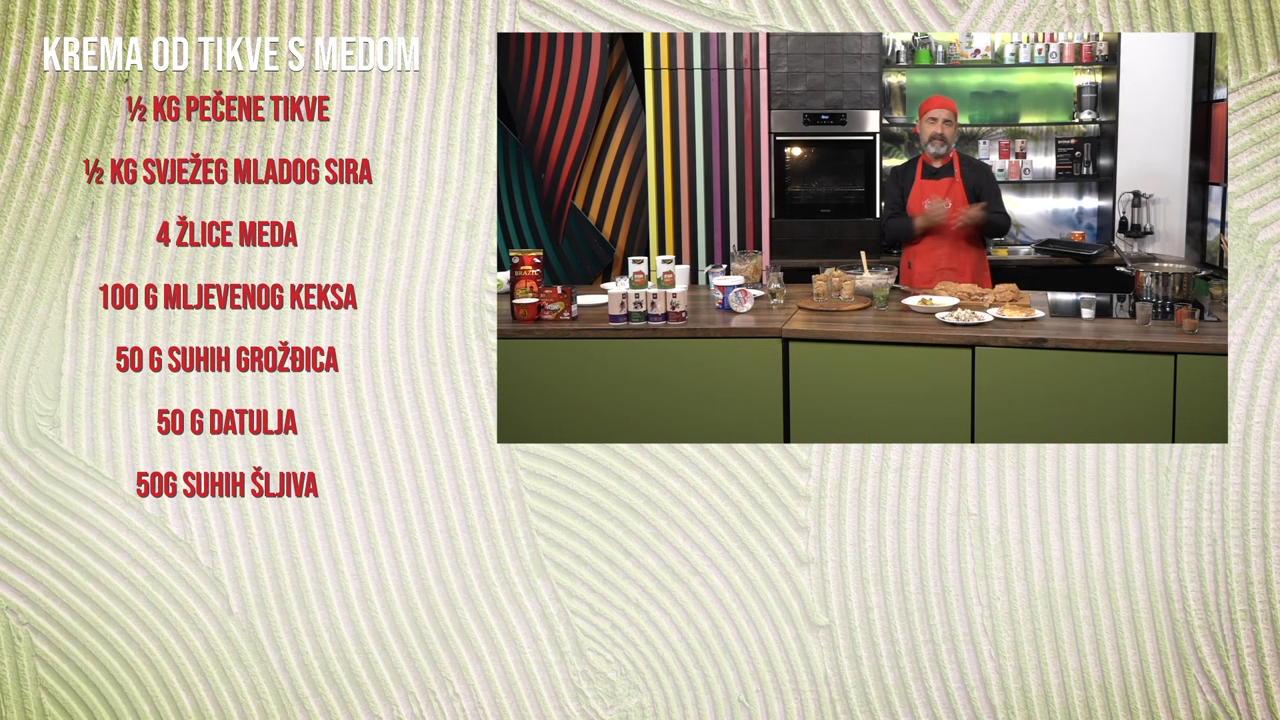 KREMA OD TIKVE S MEDOM
½ KG PEČENE TIKVE
½ KG SVJEŽEG MLADOG SIRA
4 ŽLICE MEDA
100 G MLJEVENOG KEKSA
50 G SUHIH GROŽĐICA
50 G DATULJA
50G SUHIH ŠLJIVA
BRAZIL